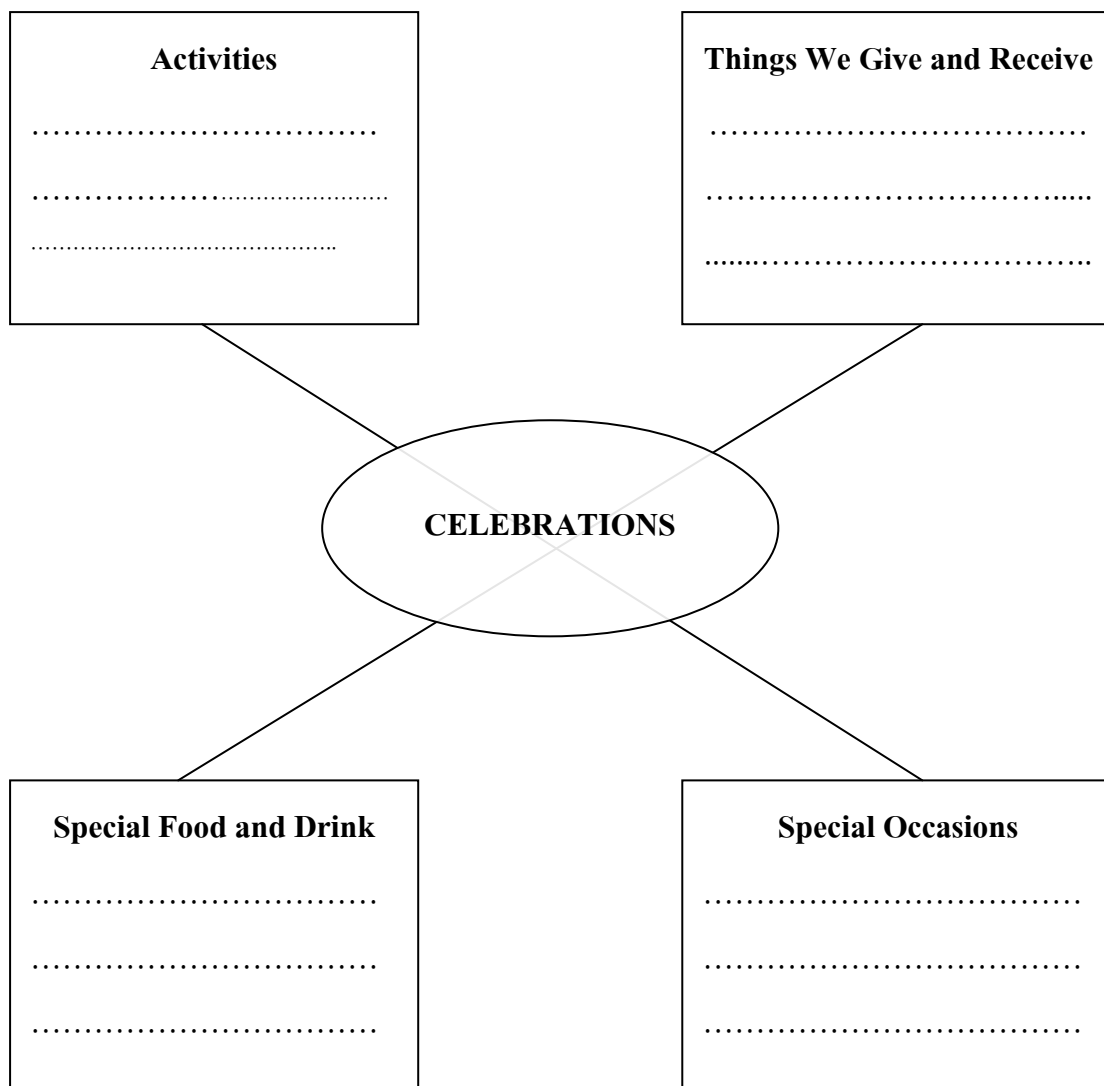 Activities
……………………………
………………......................
...........................................
Things We Give and Receive
………………………………
…………………………….....
.......…………………………..
CELEBRATIONS
Special Food and Drink
……………………………
……………………………
……………………………
Special Occasions
………………………………
………………………………
………………………………